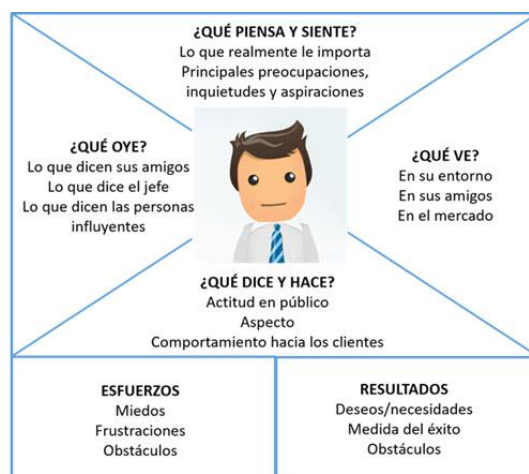 ¿QUÉ PIENSA Y SIENTE?
Lo que realmente le importa
Principales preocupaciones,
inquietudes y aspiraciones
¿QUÉ OYE?
Lo que dicen sus amigos
Lo que dice el jefe
Lo que dicen las personas
influyentes
¿QUÉ VE?
En su entorno
En sus amigos
En el mercado
¿QUÉ DICE Y HACE?
Actitud en público
Aspecto
Comportamiento hacia los clientes
ESFUERZOS
Miedos
Frustraciones
Obstáculos
RESULTADOS
Deseos/necesidades
Medida del éxito
Obstáculos